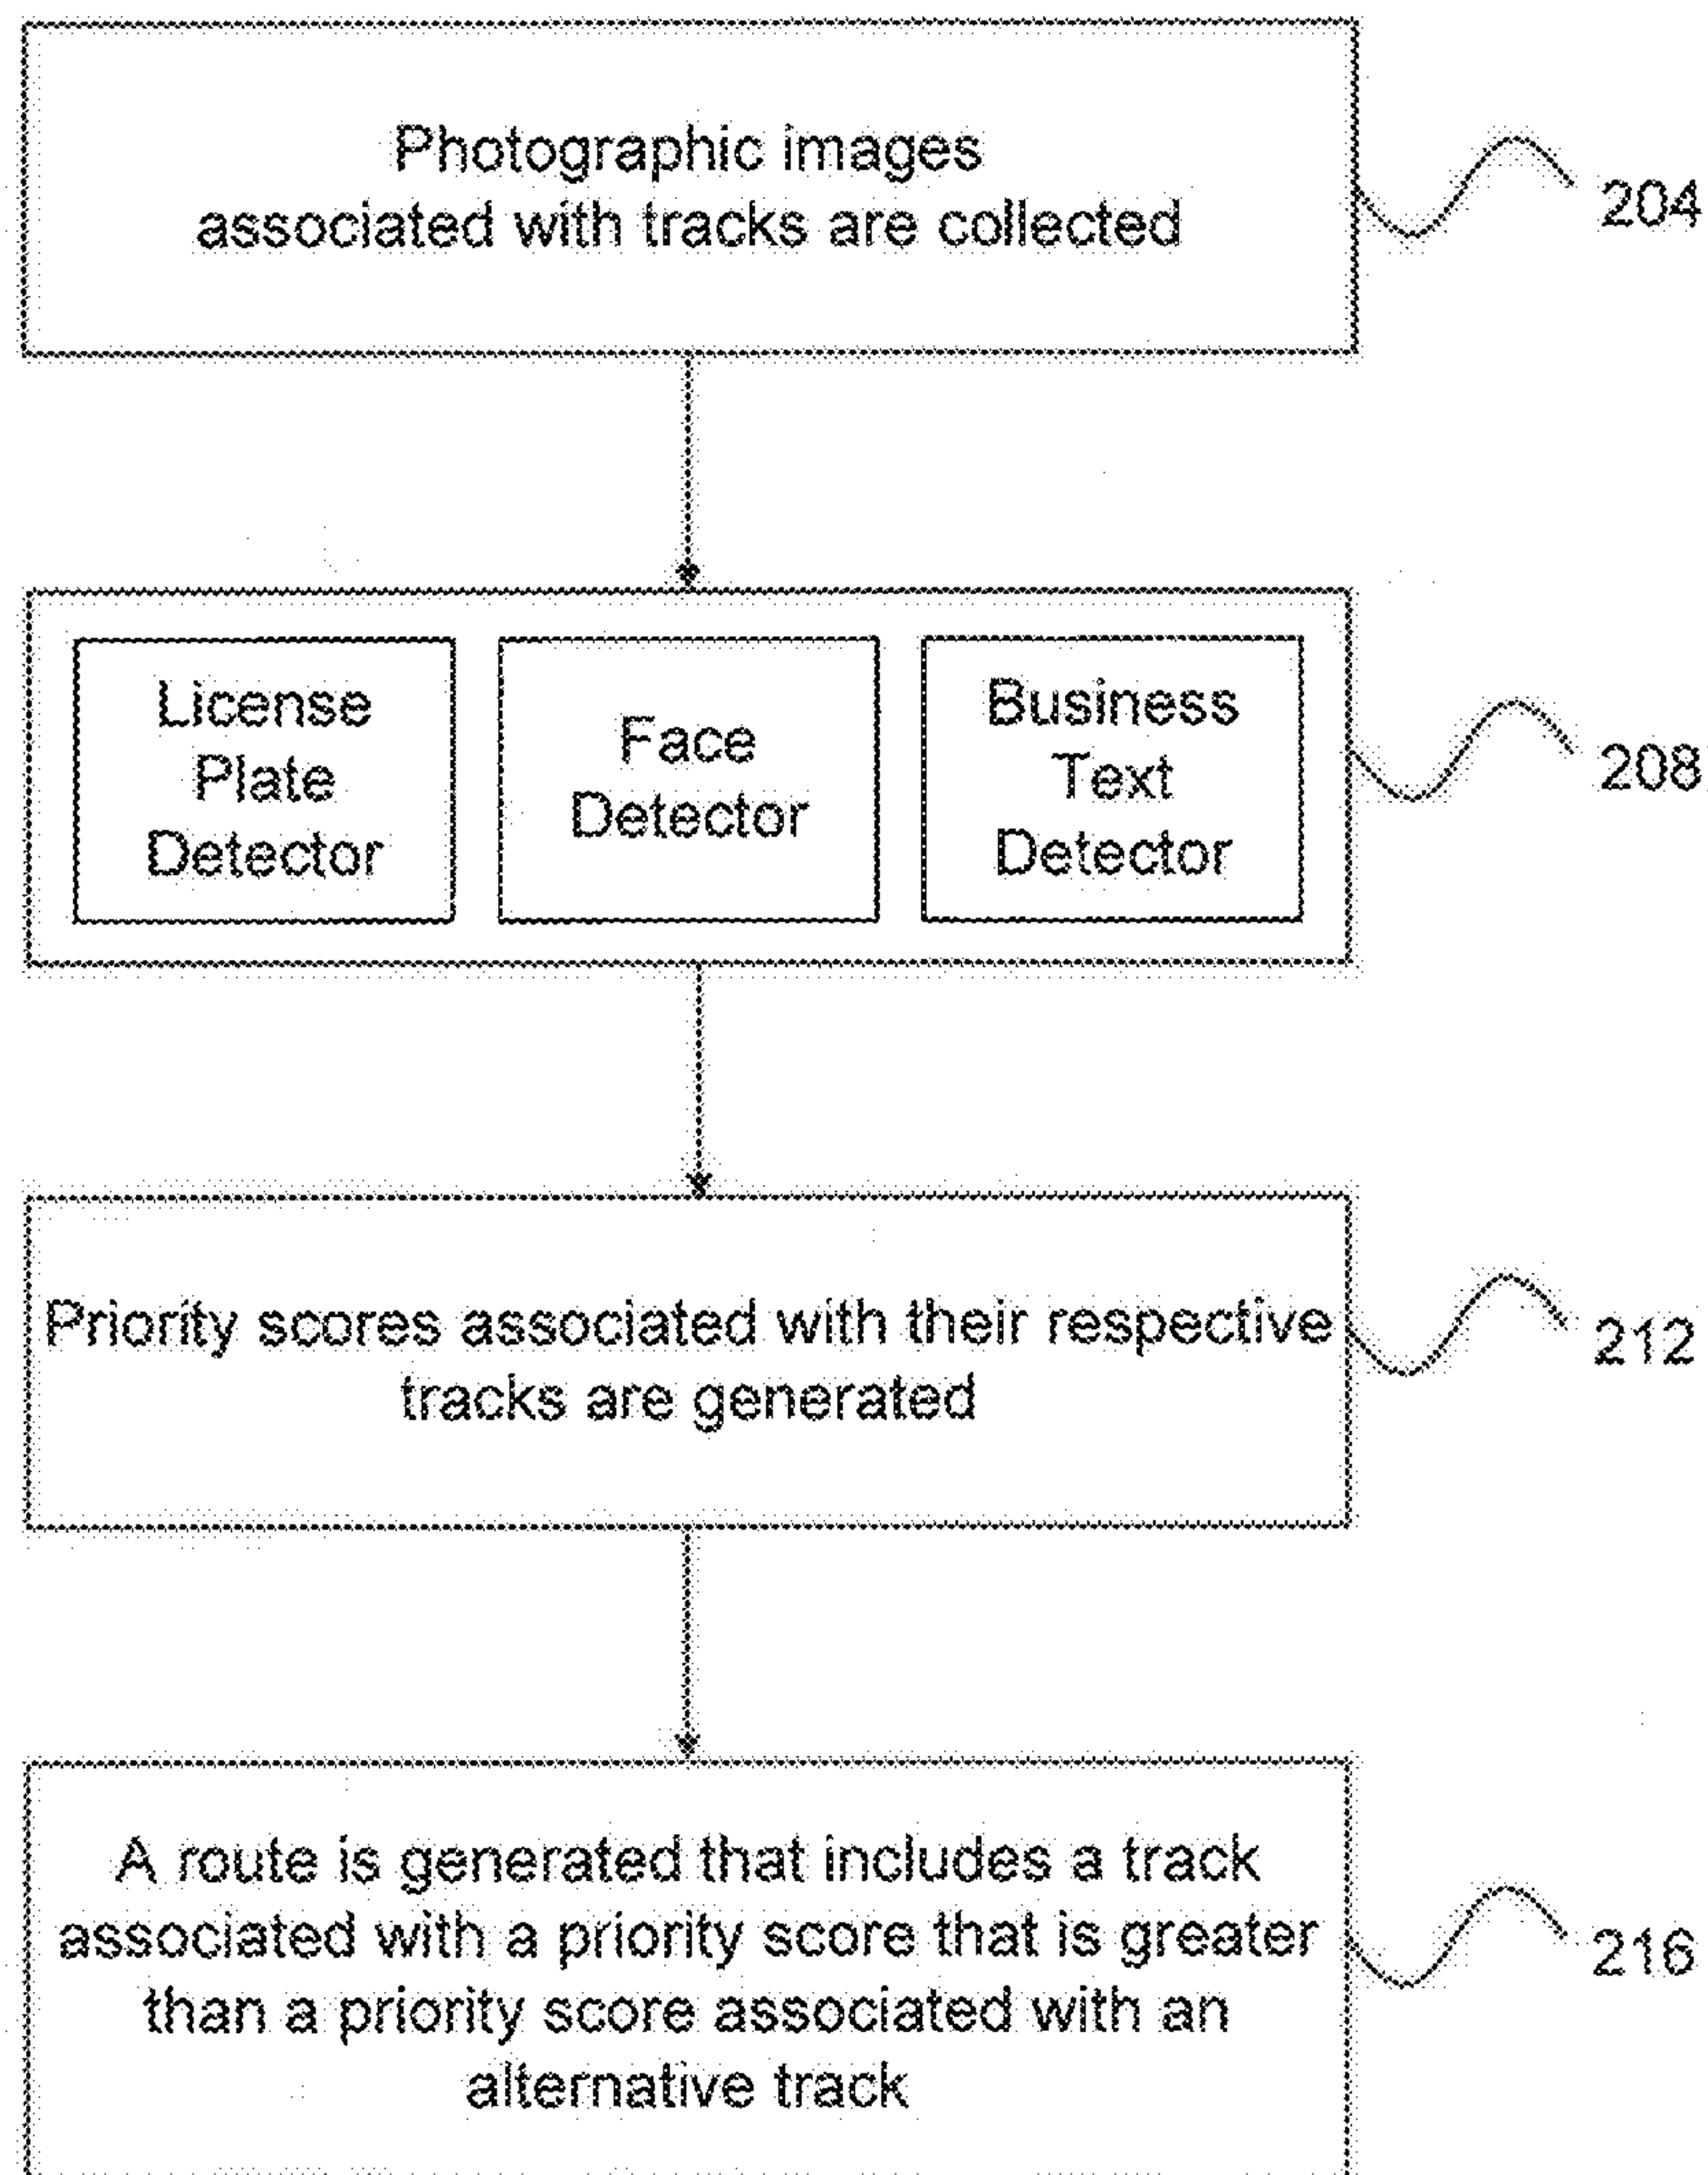 Photographic images
associated with tracks are collected
204
License
Plate
Detector
Face
Detector
Business
Text
Detector
208
Priority scores associated with their respective
tracks are generated
212
A route is generated that includes a track
associated with a priority score that is greater
than a priority score associated with an
alternative track
216